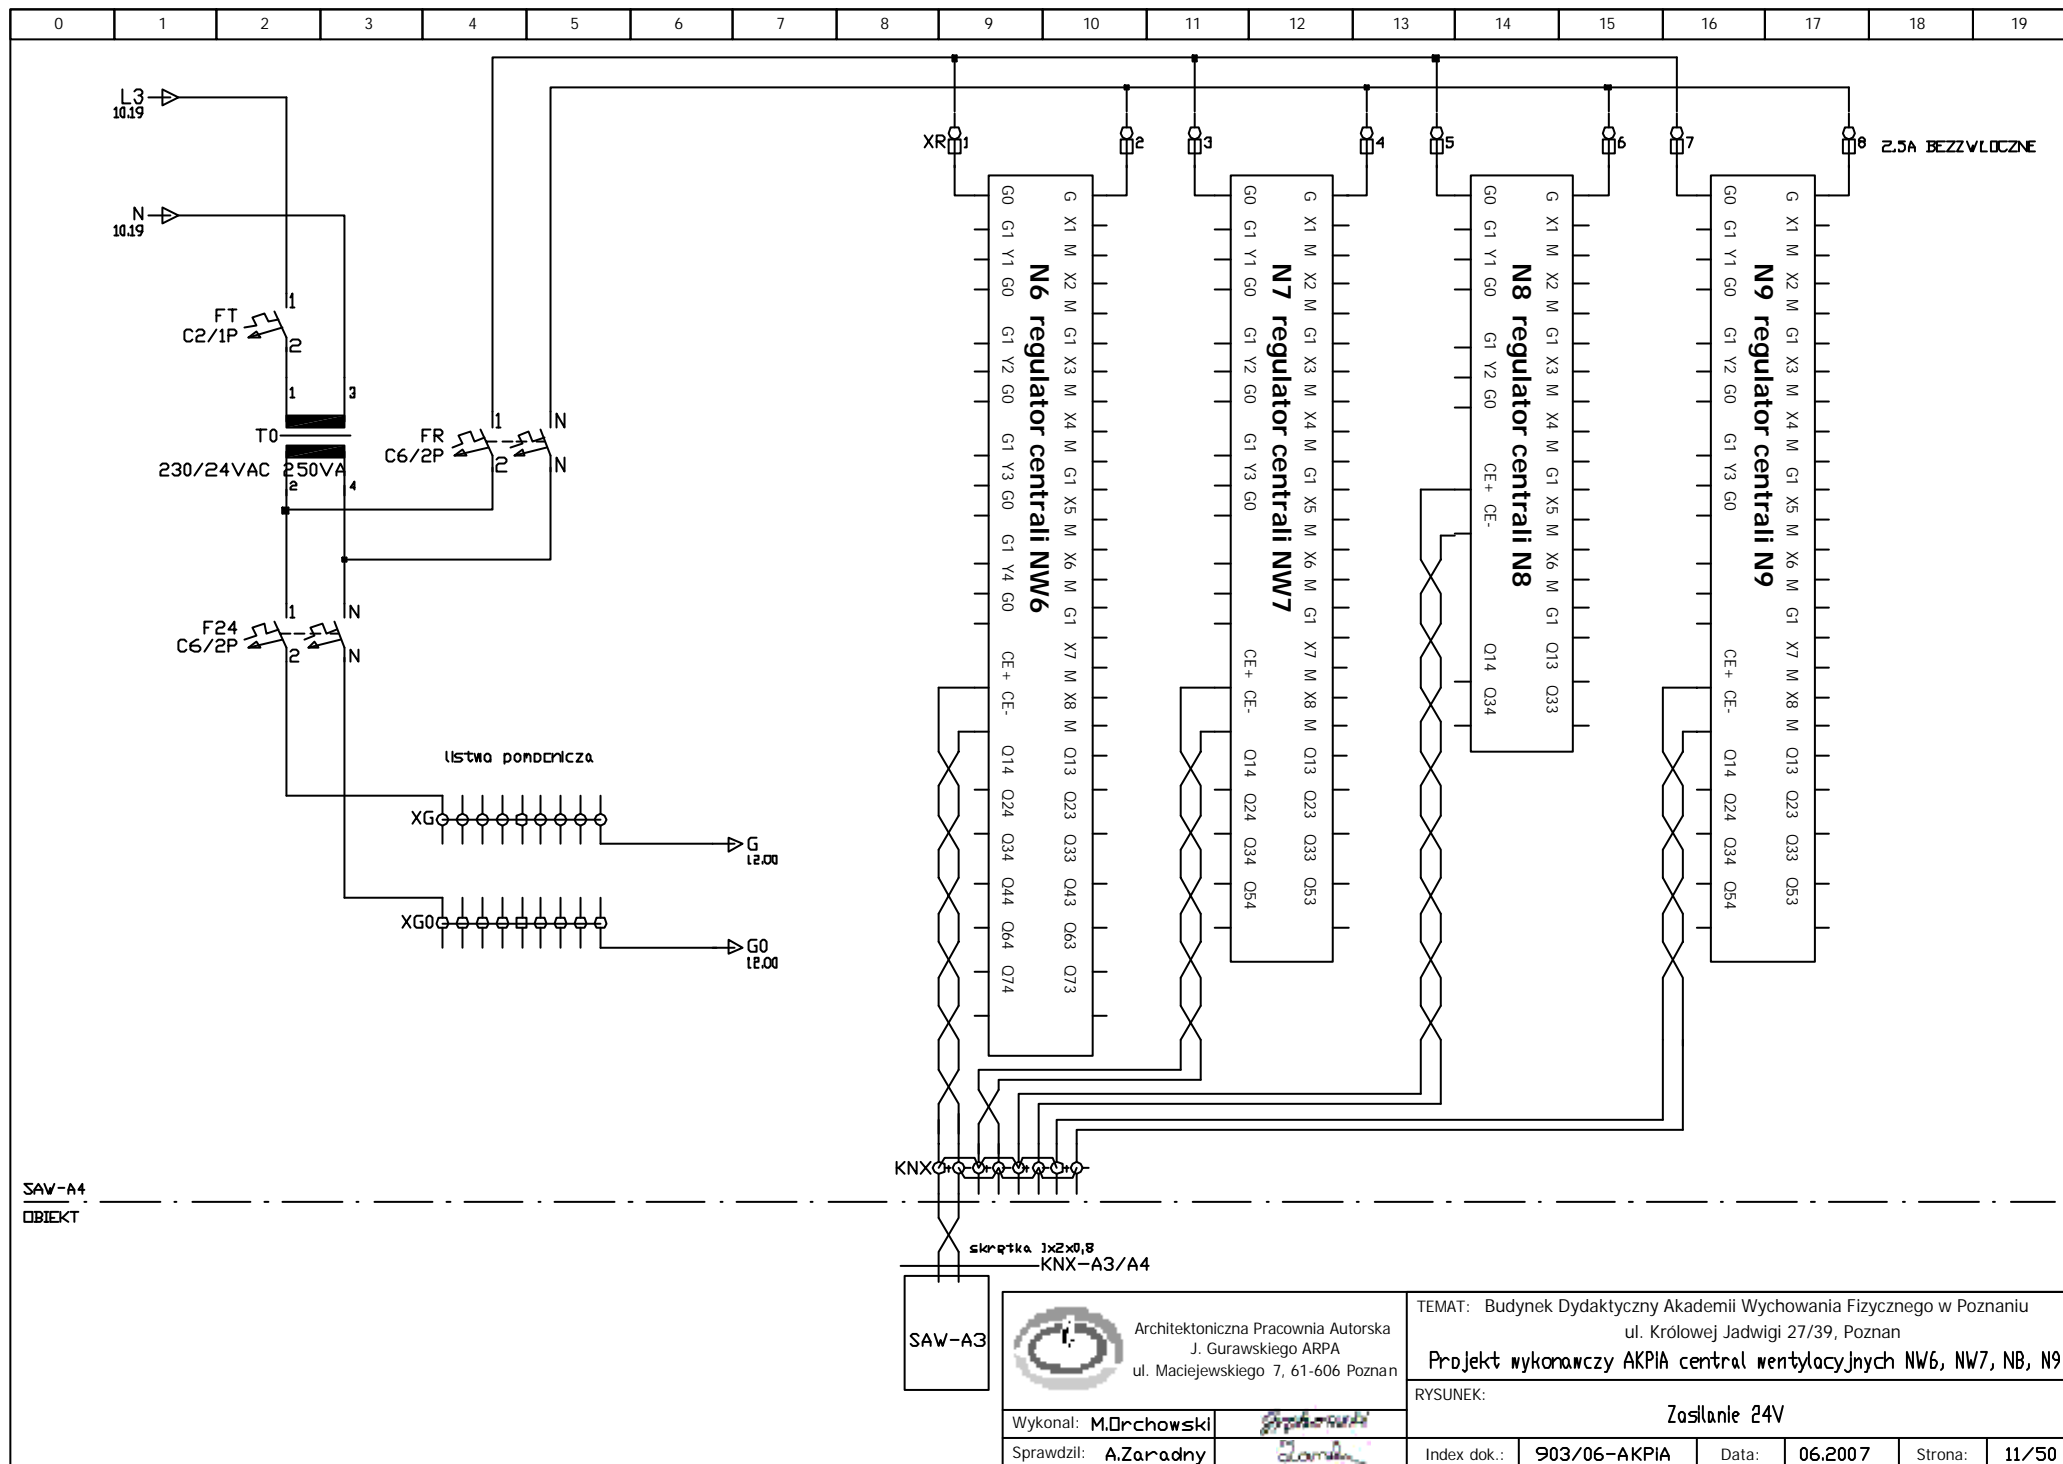 0 1 2 3 4 5 6 7 8 9 10 11 12 13 14 15 16 17 18 19
L3
10.19
N
10.19
FT
C2/1P
1
2
1
3
T0
230/24VAC 250VA
2
4
FR
C6/2P
1
2
N
N
F24
C6/2P
1
2
N
N
listwa pomocnicza
XG
G
12.00
XG0
G0
12.00
XR
1
2
3
4
5
6
7
8
2.5A BEZZWLOCZNE
G0 G1 Y1 G0 G1 Y2 G0 G1 Y3 G0 G1 Y4 G0 CE+ CE- Q14 Q24 Q34 Q44 Q64 Q74
N6 regulator centrali NW6
G X1 M X2 M G1 X3 M X4 M G1 X5 M X6 M G1 X7 M X8 M Q13 Q23 Q33 Q43 Q63 Q73
G0 G1 Y1 G0 G1 Y2 G0 G1 Y3 G0 CE+ CE- Q14 Q24 Q34 Q54
N7 regulator centrali NW7
G X1 M X2 M G1 X3 M X4 M G1 X5 M X6 M G1 X7 M X8 M Q13 Q23 Q33 Q53
G0 G1 Y1 G0 G1 Y2 G0 CE+ CE- Q14 Q34
N8 regulator centrali N8
G X1 M X2 M G1 X3 M X4 M G1 X5 M X6 M G1 Q13 Q33
G0 G1 Y1 G0 G1 Y2 G0 G1 Y3 G0 CE+ CE- Q14 Q24 Q34 Q54
N9 regulator centrali N9
G X1 M X2 M G1 X3 M X4 M G1 X5 M X6 M G1 X7 M X8 M Q13 Q23 Q33 Q53
KNX + - + - + - + -
SAW-A4
OBIEKT
skrętka 1x2x0,8
KNX-A3/A4
SAW-A3
Architektoniczna Pracownia Autorska
J. Gurawskiego ARPA
ul. Maciejewskiego 7, 61-606 Poznan
TEMAT: Budynek Dydaktyczny Akademii Wychowania Fizycznego w Poznaniu
ul. Królowej Jadwigi 27/39, Poznan
Projekt wykonawczy AKPIA central wentylacyjnych NW6, NW7, N8, N9
RYSUNEK:
Zasilanie 24V
Wykonal: M.Orchowski
Sprawdzil: A.Zaradny
Index dok.: 903/06-AKPiA Data: 06.2007 Strona: 11/50